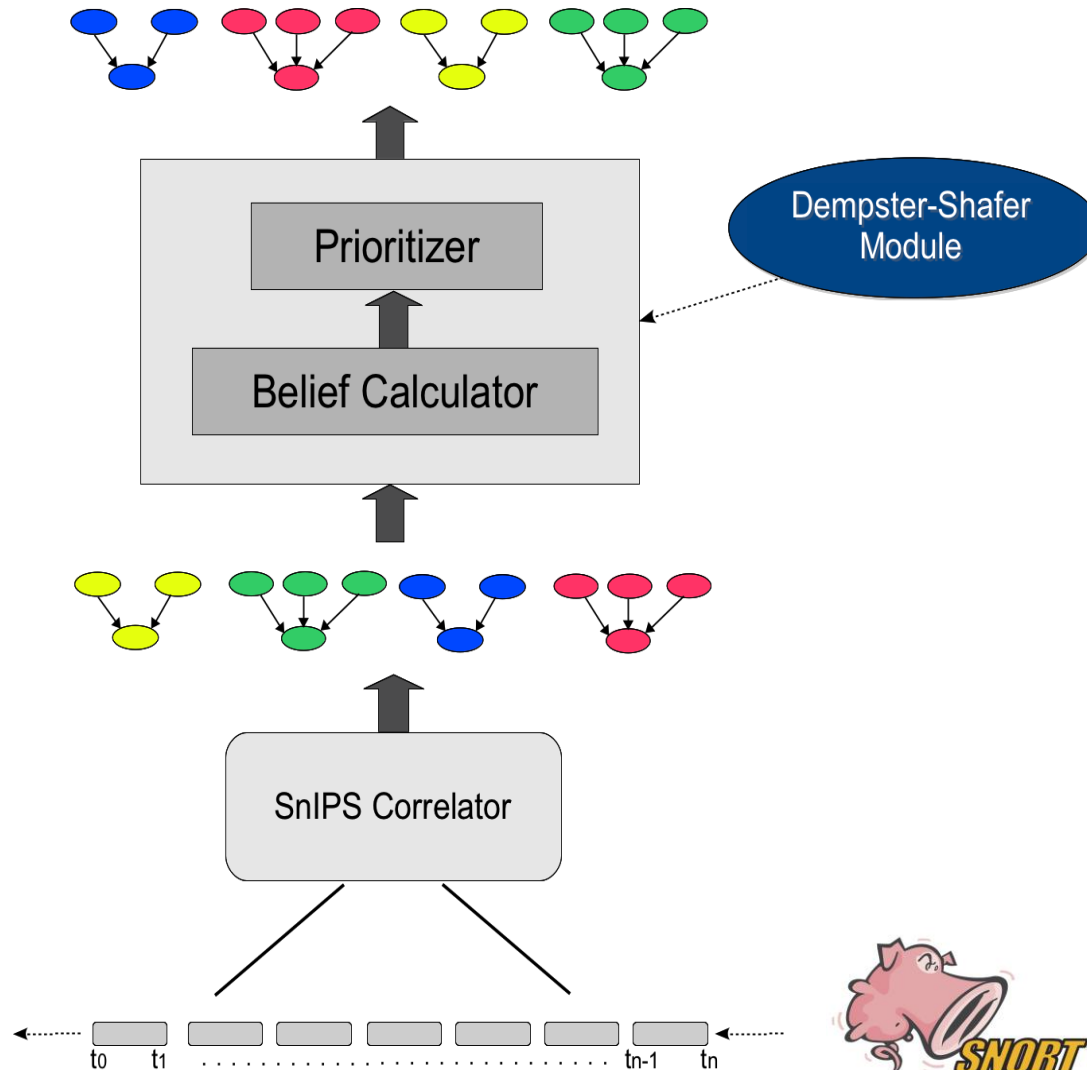 Dempster-Shafer
Module
Prioritizer
Belief Calculator
SnIPS Correlator
t0 t1 . . . . . . . . . . . . . . . . . . . . . . . . . . . . . . . . . tn-1 tn
SNORT